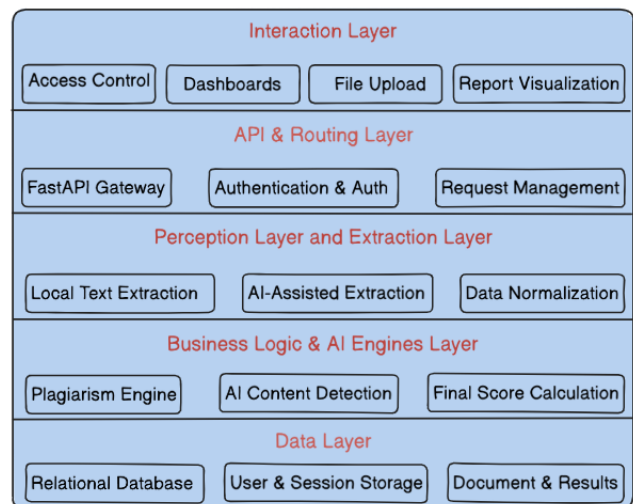 Interaction Layer
Access Control Dashboards File Upload Report Visualization
API & Routing Layer
FastAPI Gateway Authentication & Auth Request Management
Perception Layer and Extraction Layer
Local Text Extraction AI-Assisted Extraction Data Normalization
Business Logic & AI Engines Layer
Plagiarism Engine AI Content Detection Final Score Calculation
Data Layer
Relational Database User & Session Storage Document & Results